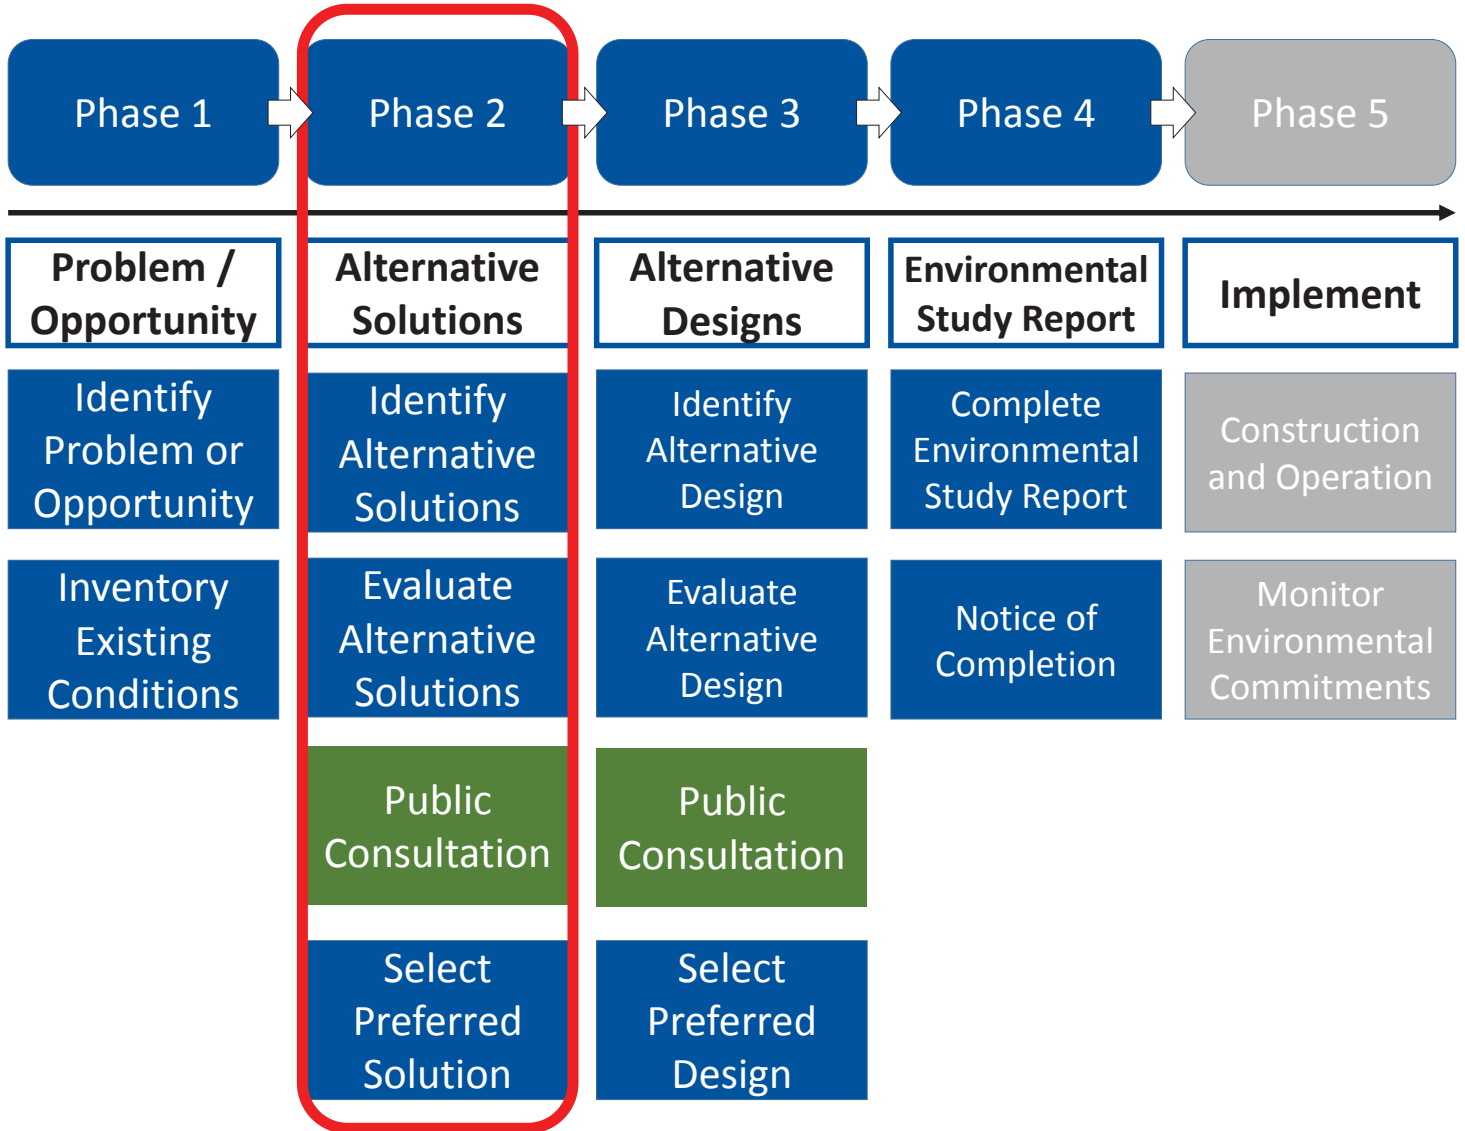 Phase 1
Phase 2
Phase 3
Phase 4
Phase 5
Problem /
Opportunity
Alternative
Solutions
Alternative
Designs
Environmental
Study Report
Implement
Identify
Problem or
Opportunity
Identify
Alternative
Solutions
Identify
Alternative
Design
Complete
Environmental
Study Report
Construction
and Operation
Inventory
Existing
Conditions
Evaluate
Alternative
Solutions
Evaluate
Alternative
Design
Notice of
Completion
Monitor
Environmental
Commitments
Public
Consultation
Public
Consultation
Select
Preferred
Solution
Select
Preferred
Design